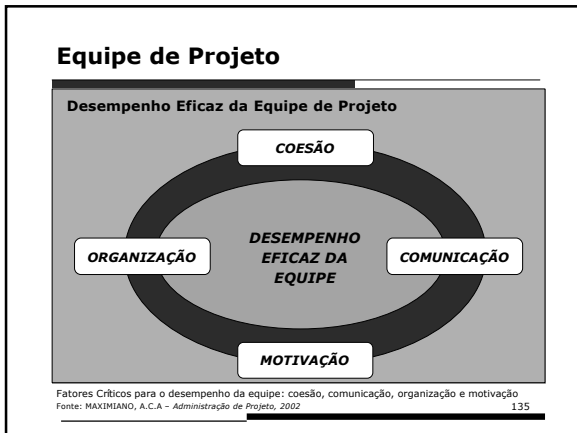 Equipe de Projeto
Desempenho Eficaz da Equipe de Projeto
COESÃO
ORGANIZAÇÃO
DESEMPENHO
EFICAZ DA
EQUIPE
COMUNICAÇÃO
MOTIVAÇÃO
Fatores Críticos para o desempenho da equipe: coesão, comunicação, organização e motivação
Fonte: MAXIMIANO, A.C.A – Administração de Projeto, 2002
135